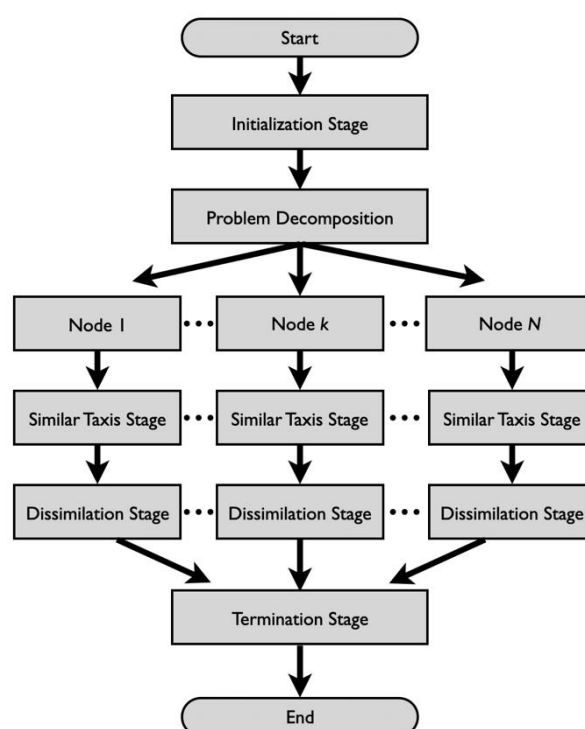 Start
Initialization Stage
Problem Decomposition
Node 1
Node k
Node N
Similar Taxis Stage
Similar Taxis Stage
Similar Taxis Stage
Dissimilation Stage
Dissimilation Stage
Dissimilation Stage
Termination Stage
End